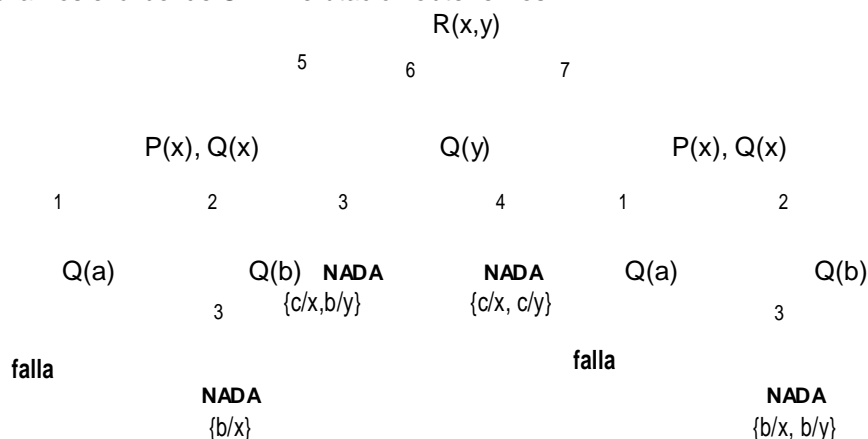 R(x,y)
5 6 7
P(x), Q(x) Q(y) P(x), Q(x)
1 2 3 4 1 2
Q(a) Q(b) NADA NADA Q(a) Q(b)
{c/x,b/y} {c/x, c/y}
3 3
falla falla
NADA NADA
{b/x} {b/x, b/y}